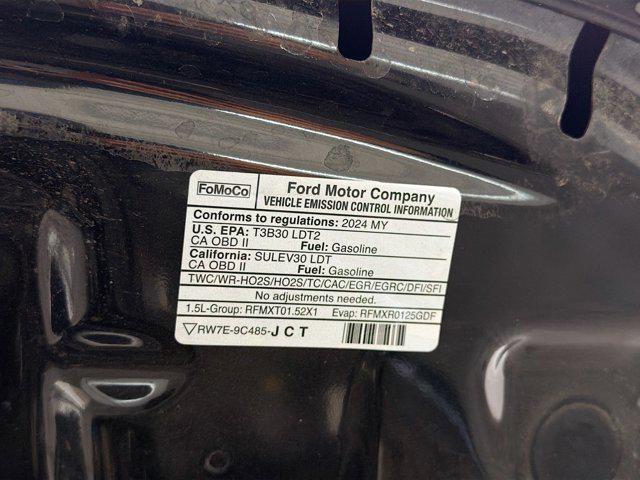 FoMoCo
Ford Motor Company
VEHICLE EMISSION CONTROL INFORMATION
Conforms to regulations: 2024 MY
U.S. EPA: T3B30 LDT2
CA OBD II Fuel: Gasoline
California: SULEV30 LDT
CA OBD II Fuel: Gasoline
TWC/WR-HO2S/HO2S/TC/CAC/EGR/EGRC/DFI/SFI
No adjustments needed.
1.5L-Group: RFMXT01.52X1 Evap: RFMXR0125GDF
RW7E-9C485-J C T